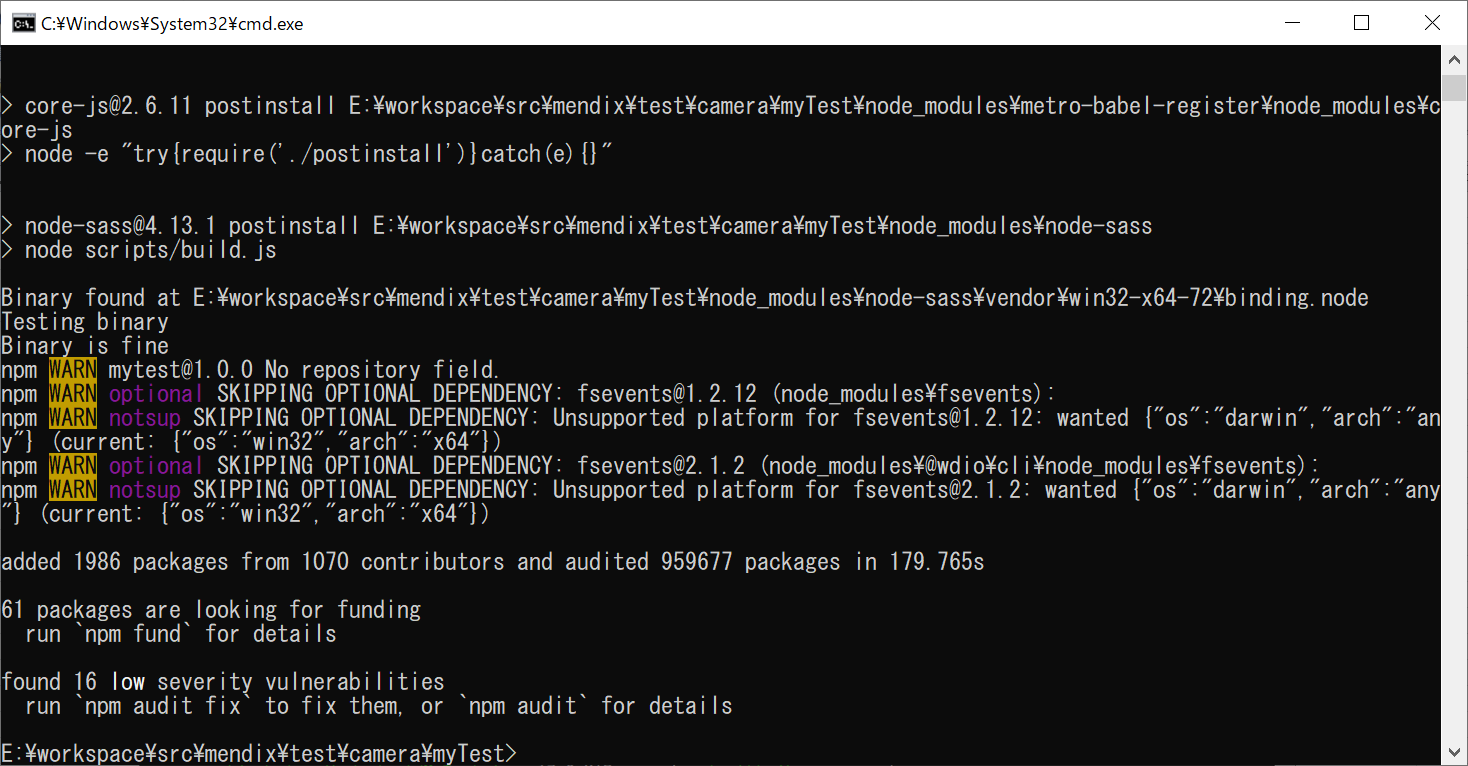 C:¥Windows¥System32¥cmd.exe
> core-js@2.6.11 postinstall E:¥workspace¥src¥mendix¥test¥camera¥myTest¥node_modules¥metro-babel-register¥node_modules¥c
ore-js
> node -e "try{require('./postinstall')}catch(e){}"
> node-sass@4.13.1 postinstall E:¥workspace¥src¥mendix¥test¥camera¥myTest¥node_modules¥node-sass
> node scripts/build.js
Binary found at E:¥workspace¥src¥mendix¥test¥camera¥myTest¥node_modules¥node-sass¥vendor¥win32-x64-72¥binding.node
Testing binary
Binary is fine
npm WARN mytest@1.0.0 No repository field.
npm WARN optional SKIPPING OPTIONAL DEPENDENCY: fsevents@1.2.12 (node_modules¥fsevents):
npm WARN notsup SKIPPING OPTIONAL DEPENDENCY: Unsupported platform for fsevents@1.2.12: wanted {"os":"darwin","arch":"an
y"} (current: {"os":"win32","arch":"x64"})
npm WARN optional SKIPPING OPTIONAL DEPENDENCY: fsevents@2.1.2 (node_modules¥@wdio¥cli¥node_modules¥fsevents):
npm WARN notsup SKIPPING OPTIONAL DEPENDENCY: Unsupported platform for fsevents@2.1.2: wanted {"os":"darwin","arch":"any
"} (current: {"os":"win32","arch":"x64"})
added 1986 packages from 1070 contributors and audited 959677 packages in 179.765s
61 packages are looking for funding
  run `npm fund` for details
found 16 low severity vulnerabilities
  run `npm audit fix` to fix them, or `npm audit` for details
E:¥workspace¥src¥mendix¥test¥camera¥myTest>